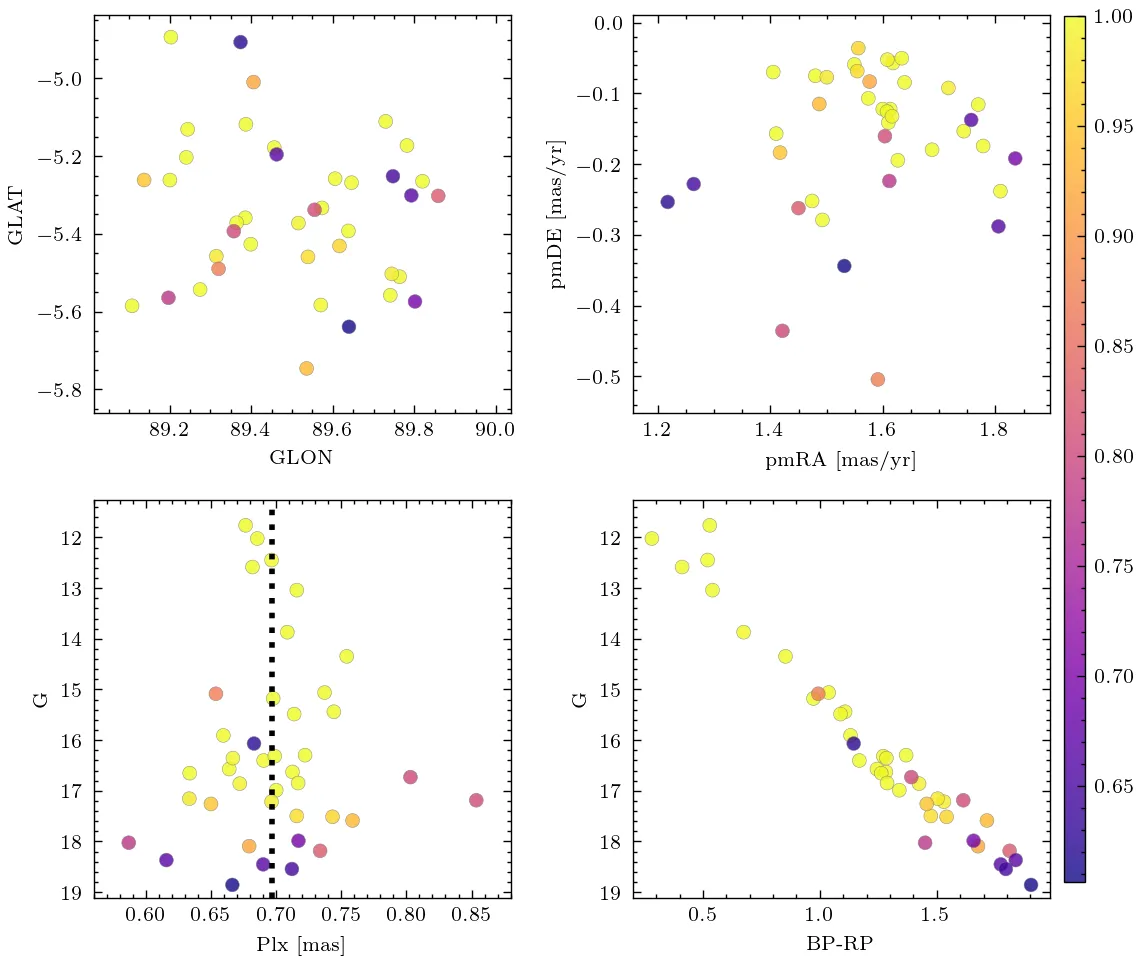 −5.0
−5.2
−5.4
−5.6
−5.8
GLAT
89.2 89.4 89.6 89.8 90.0
GLON
0.0
−0.1
−0.2
−0.3
−0.4
−0.5
pmDE [mas/yr]
1.2 1.4 1.6 1.8
pmRA [mas/yr]
1.00
0.95
0.90
0.85
0.80
0.75
0.70
0.65
12
13
14
15
16
17
18
19
G
0.60 0.65 0.70 0.75 0.80 0.85
Plx [mas]
12
13
14
15
16
17
18
19
G
0.5 1.0 1.5
BP-RP